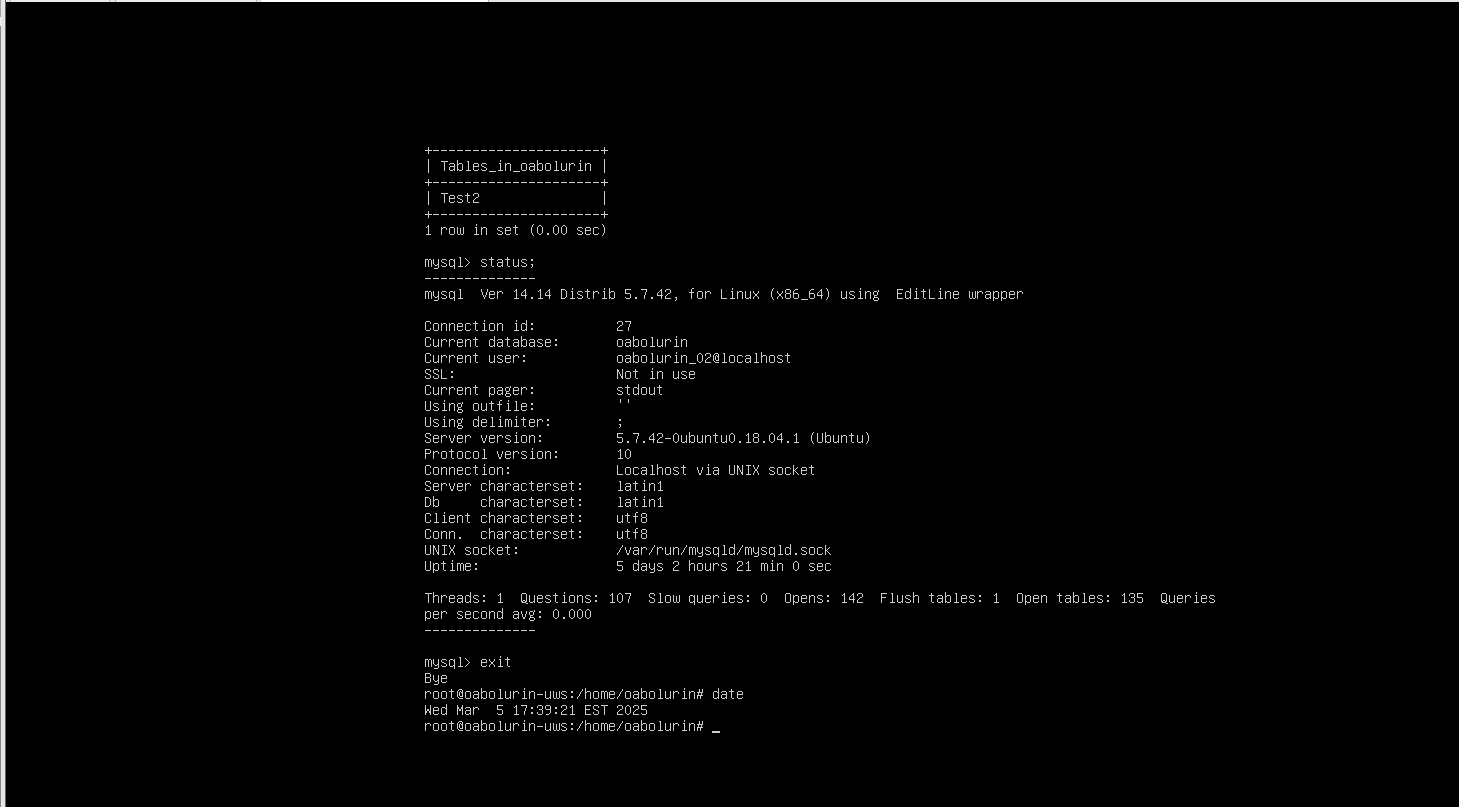 +---------------------+
| Tables_in_oabolurin |
+---------------------+
| Test2               |
+---------------------+
1 row in set (0.00 sec)
mysql> status;
--------------
mysql  Ver 14.14 Distrib 5.7.42, for Linux (x86_64) using  EditLine wrapper
Connection id:          27
Current database:       oabolurin
Current user:           oabolurin_02@localhost
SSL:                    Not in use
Current pager:          stdout
Using outfile:          ''
Using delimiter:        ;
Server version:         5.7.42-0ubuntu0.18.04.1 (Ubuntu)
Protocol version:       10
Connection:             Localhost via UNIX socket
Server characterset:    latin1
Db     characterset:    latin1
Client characterset:    utf8
Conn.  characterset:    utf8
UNIX socket:            /var/run/mysqld/mysqld.sock
Uptime:                 5 days 2 hours 21 min 0 sec
Threads: 1  Questions: 107  Slow queries: 0  Opens: 142  Flush tables: 1  Open tables: 135  Queries
per second avg: 0.000
--------------
mysql> exit
Bye
root@oabolurin-uws:/home/oabolurin# date
Wed Mar  5 17:39:21 EST 2025
root@oabolurin-uws:/home/oabolurin# _